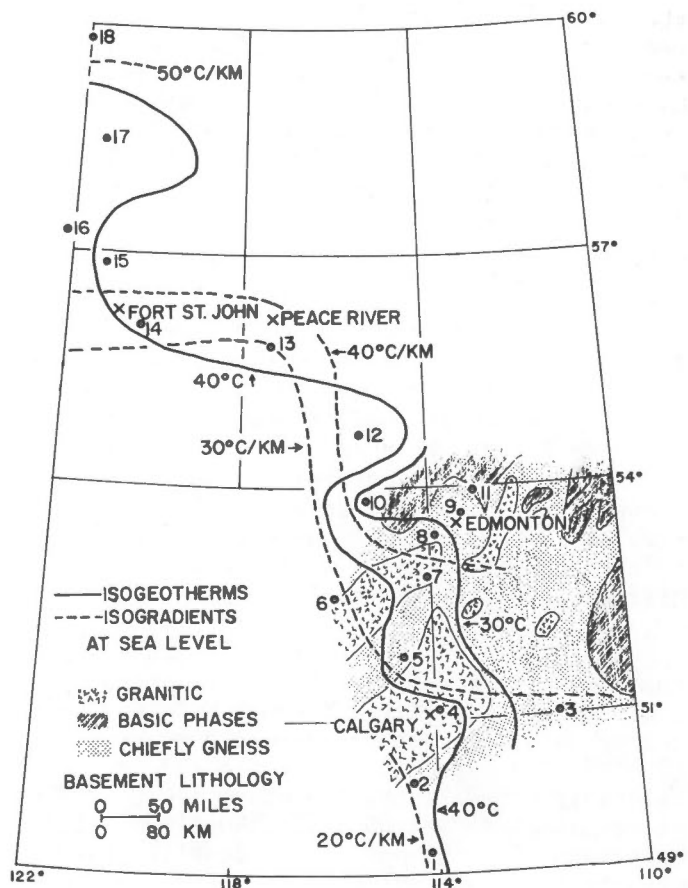 60°
18
50°C/KM
17
16
57°
15
FORT ST. JOHN
14
PEACE RIVER
13
40°C/KM
40°C
30°C/KM
12
54°
11
10
9
EDMONTON
8
7
6
ISOGEOTHERMS
ISOGRADIENTS
AT SEA LEVEL
30°C
5
GRANITIC
BASIC PHASES
CHIEFLY GNEISS
CALGARY
4
3
51°
BASEMENT LITHOLOGY
0 50 MILES
0 80 KM
2
40°C
20°C/KM
1
49°
122°
118°
114°
110°